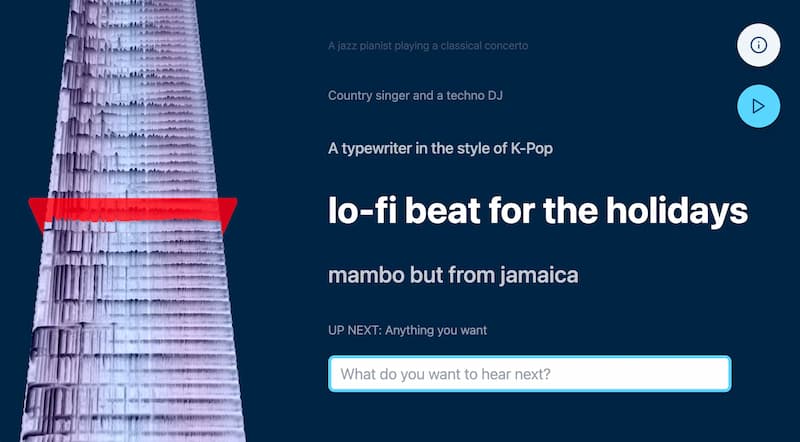 A jazz pianist playing a classical concerto
Country singer and a techno DJ
A typewriter in the style of K-Pop
lo-fi beat for the holidays
mambo but from jamaica
UP NEXT: Anything you want
What do you want to hear next?